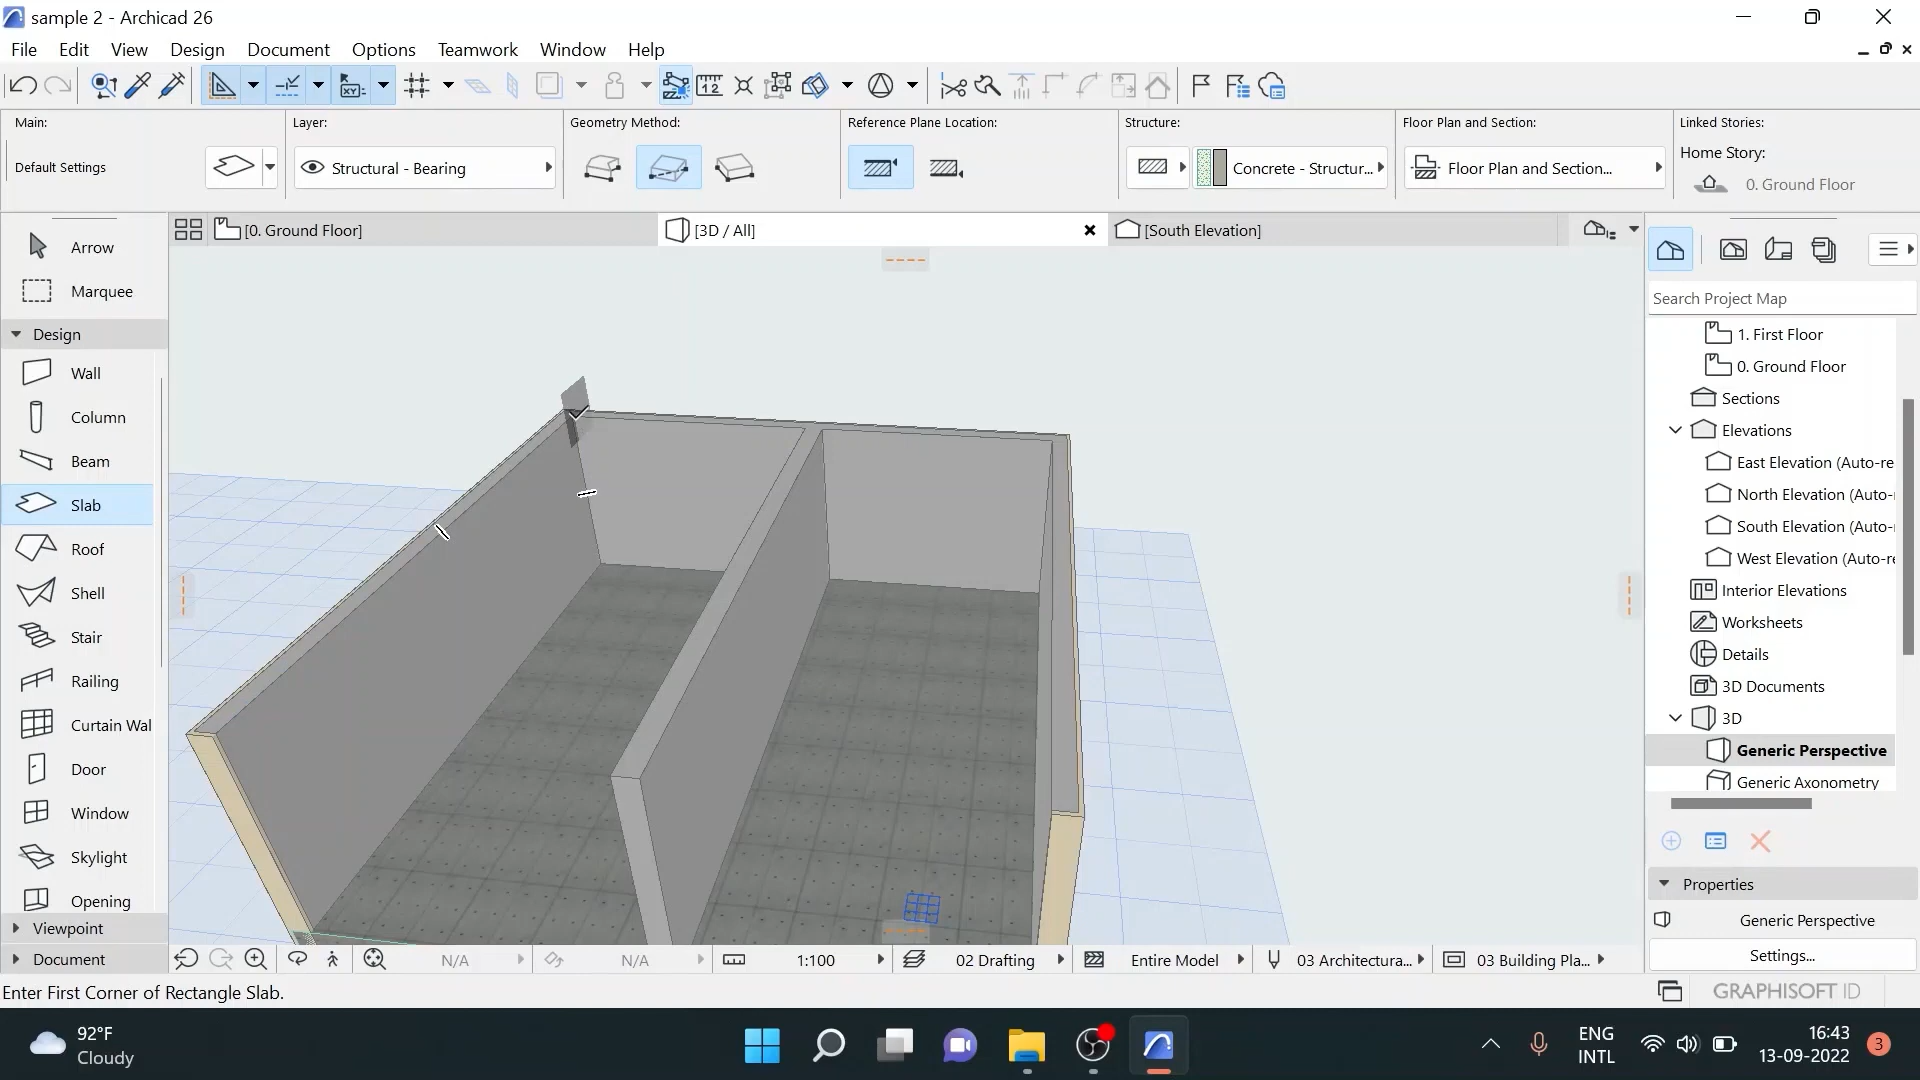 sample 2 - Archicad 26
File Edit View Design Document Options Teamwork Window Help
Main: Layer: Geometry Method: Reference Plane Location: Structure: Floor Plan and Section: Linked Stories:
Home Story:
Default Settings Structural - Bearing Concrete - Structur... Floor Plan and Section... 0. Ground Floor
[0. Ground Floor] [3D / All] [South Elevation]
Arrow
Marquee
Design
Wall
Column
Beam
Slab
Roof
Shell
Stair
Railing
Curtain Wal
Door
Window
Skylight
Opening
Viewpoint
Document
Search Project Map
1. First Floor
0. Ground Floor
Sections
Elevations
East Elevation (Auto-re
North Elevation (Auto-
South Elevation (Auto-
West Elevation (Auto-re
Interior Elevations
Worksheets
Details
3D Documents
3D
Generic Perspective
Generic Axonometry
Properties
Generic Perspective
Settings...
N/A N/A 1:100 02 Drafting Entire Model 03 Architectura... 03 Building Pla...
Enter First Corner of Rectangle Slab.
GRAPHISOFT ID
92°F
Cloudy
ENG
INTL
16:43
13-09-2022
3